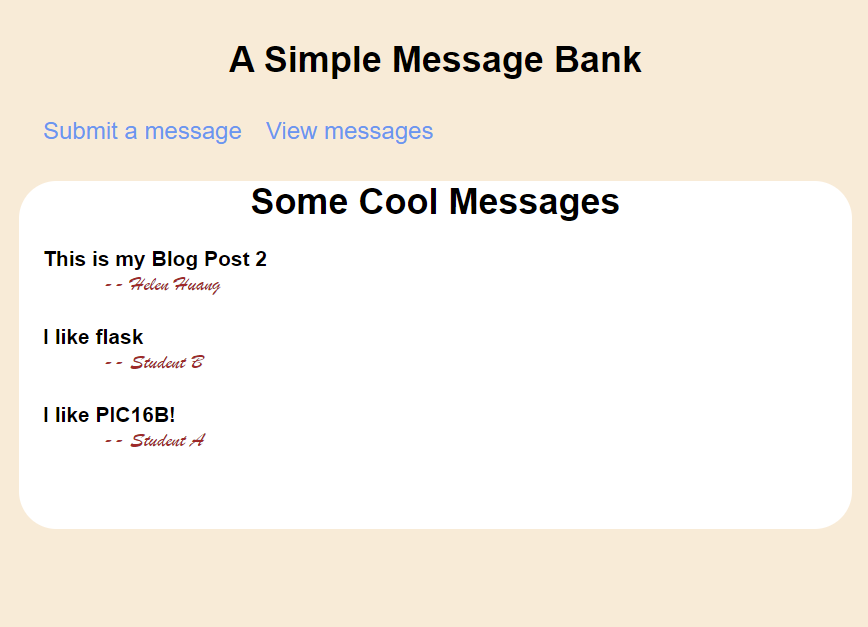 A Simple Message Bank
Submit a message View messages
Some Cool Messages
This is my Blog Post 2
-- Helen Huang
I like flask
-- Student B
I like PIC16B!
-- Student A